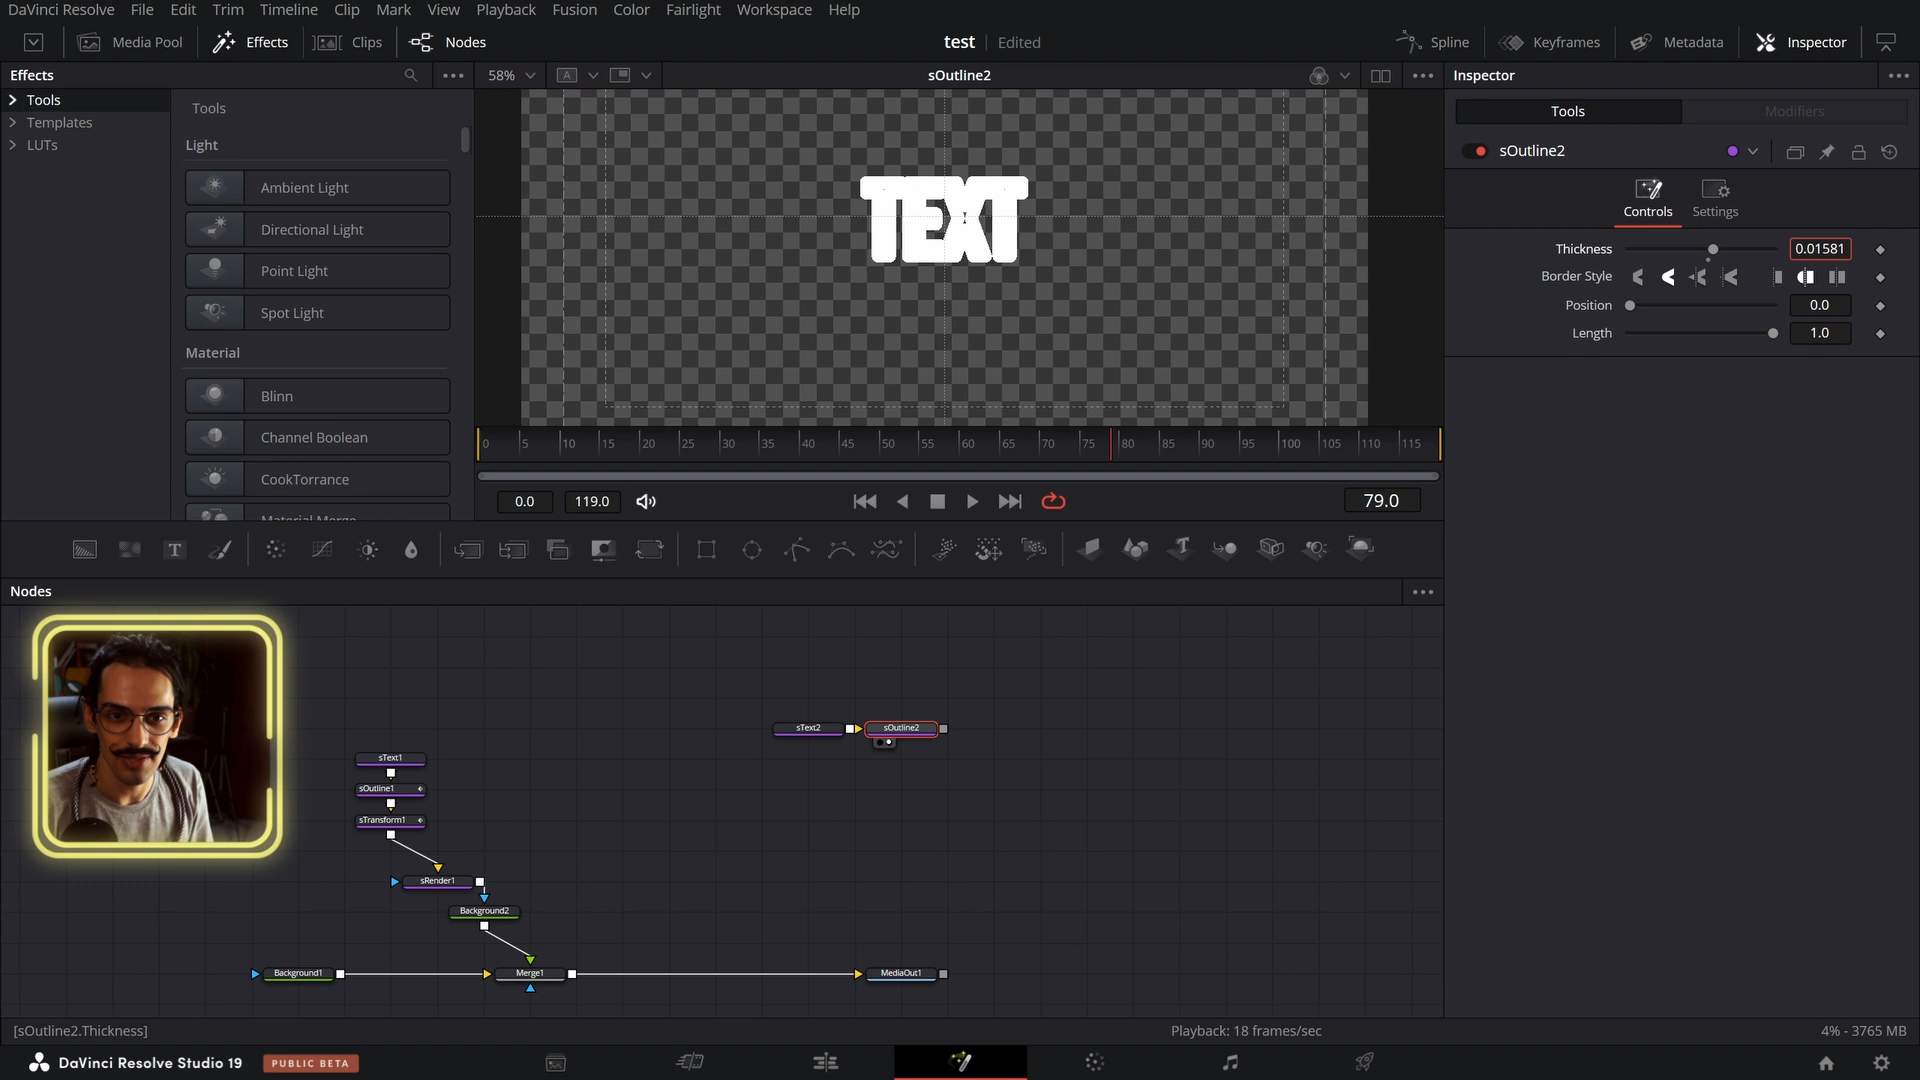 DaVinci Resolve File Edit Trim Timeline Clip Mark View Playback Fusion Color Fairlight Workspace Help
Media Pool Effects Clips Nodes test Edited Spline Keyframes Metadata Inspector
Effects 58% A sOutline2 Inspector
Tools
Templates
LUTs
Tools
Light
Ambient Light
Directional Light
Point Light
Spot Light
Material
Blinn
Channel Boolean
CookTorrance
Material Merge
TEXT
0 5 10 15 20 25 30 35 40 45 50 55 60 65 70 75 80 85 90 95 100 105 110 115
0.0 119.0 79.0
Tools Modifiers
sOutline2
Controls Settings
Thickness 0.01581
Border Style
Position 0.0
Length 1.0
Nodes
sText2 sOutline2
sText1
sOutline1
sTransform1
sRender1
Background2
Background1 Merge1 MediaOut1
[sOutline2.Thickness] Playback: 18 frames/sec 4% - 3765 MB
DaVinci Resolve Studio 19 PUBLIC BETA